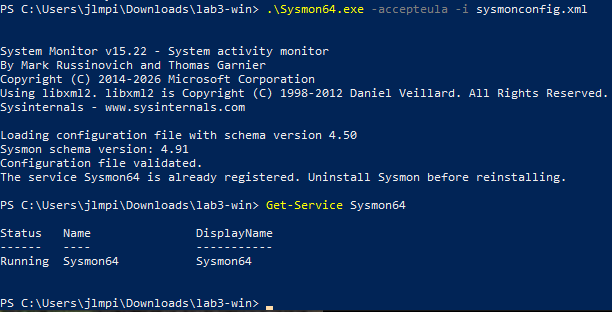 PS C:\Users\jlmpi\Downloads\lab3-win> .\Sysmon64.exe -accepteula -i sysmonconfig.xml
System Monitor v15.22 - System activity monitor
By Mark Russinovich and Thomas Garnier
Copyright (C) 2014-2026 Microsoft Corporation
Using libxml2. libxml2 is Copyright (C) 1998-2012 Daniel Veillard. All Rights Reserved.
Sysinternals - www.sysinternals.com
Loading configuration file with schema version 4.50
Sysmon schema version: 4.91
Configuration file validated.
The service Sysmon64 is already registered. Uninstall Sysmon before reinstalling.
PS C:\Users\jlmpi\Downloads\lab3-win> Get-Service Sysmon64
Status   Name               DisplayName
------   ----               -----------
Running  Sysmon64           Sysmon64
PS C:\Users\jlmpi\Downloads\lab3-win>